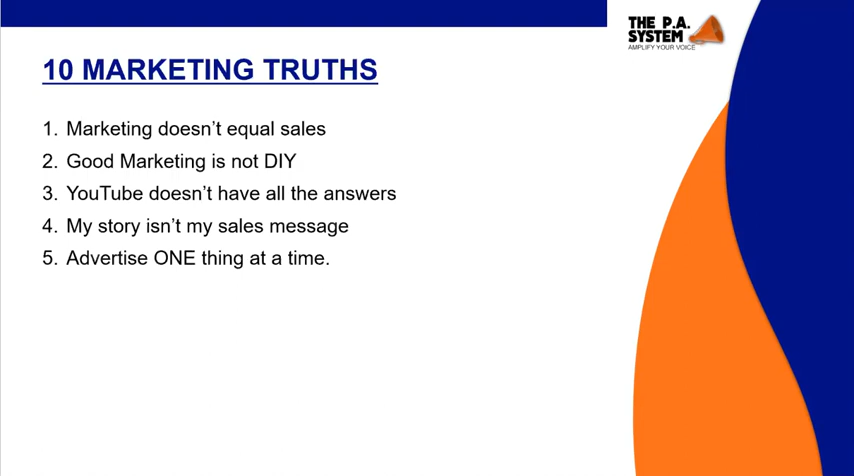 THE P.A.
SYSTEM
AMPLIFY YOUR VOICE
10 MARKETING TRUTHS
1. Marketing doesn’t equal sales
2. Good Marketing is not DIY
3. YouTube doesn’t have all the answers
4. My story isn’t my sales message
5. Advertise ONE thing at a time.